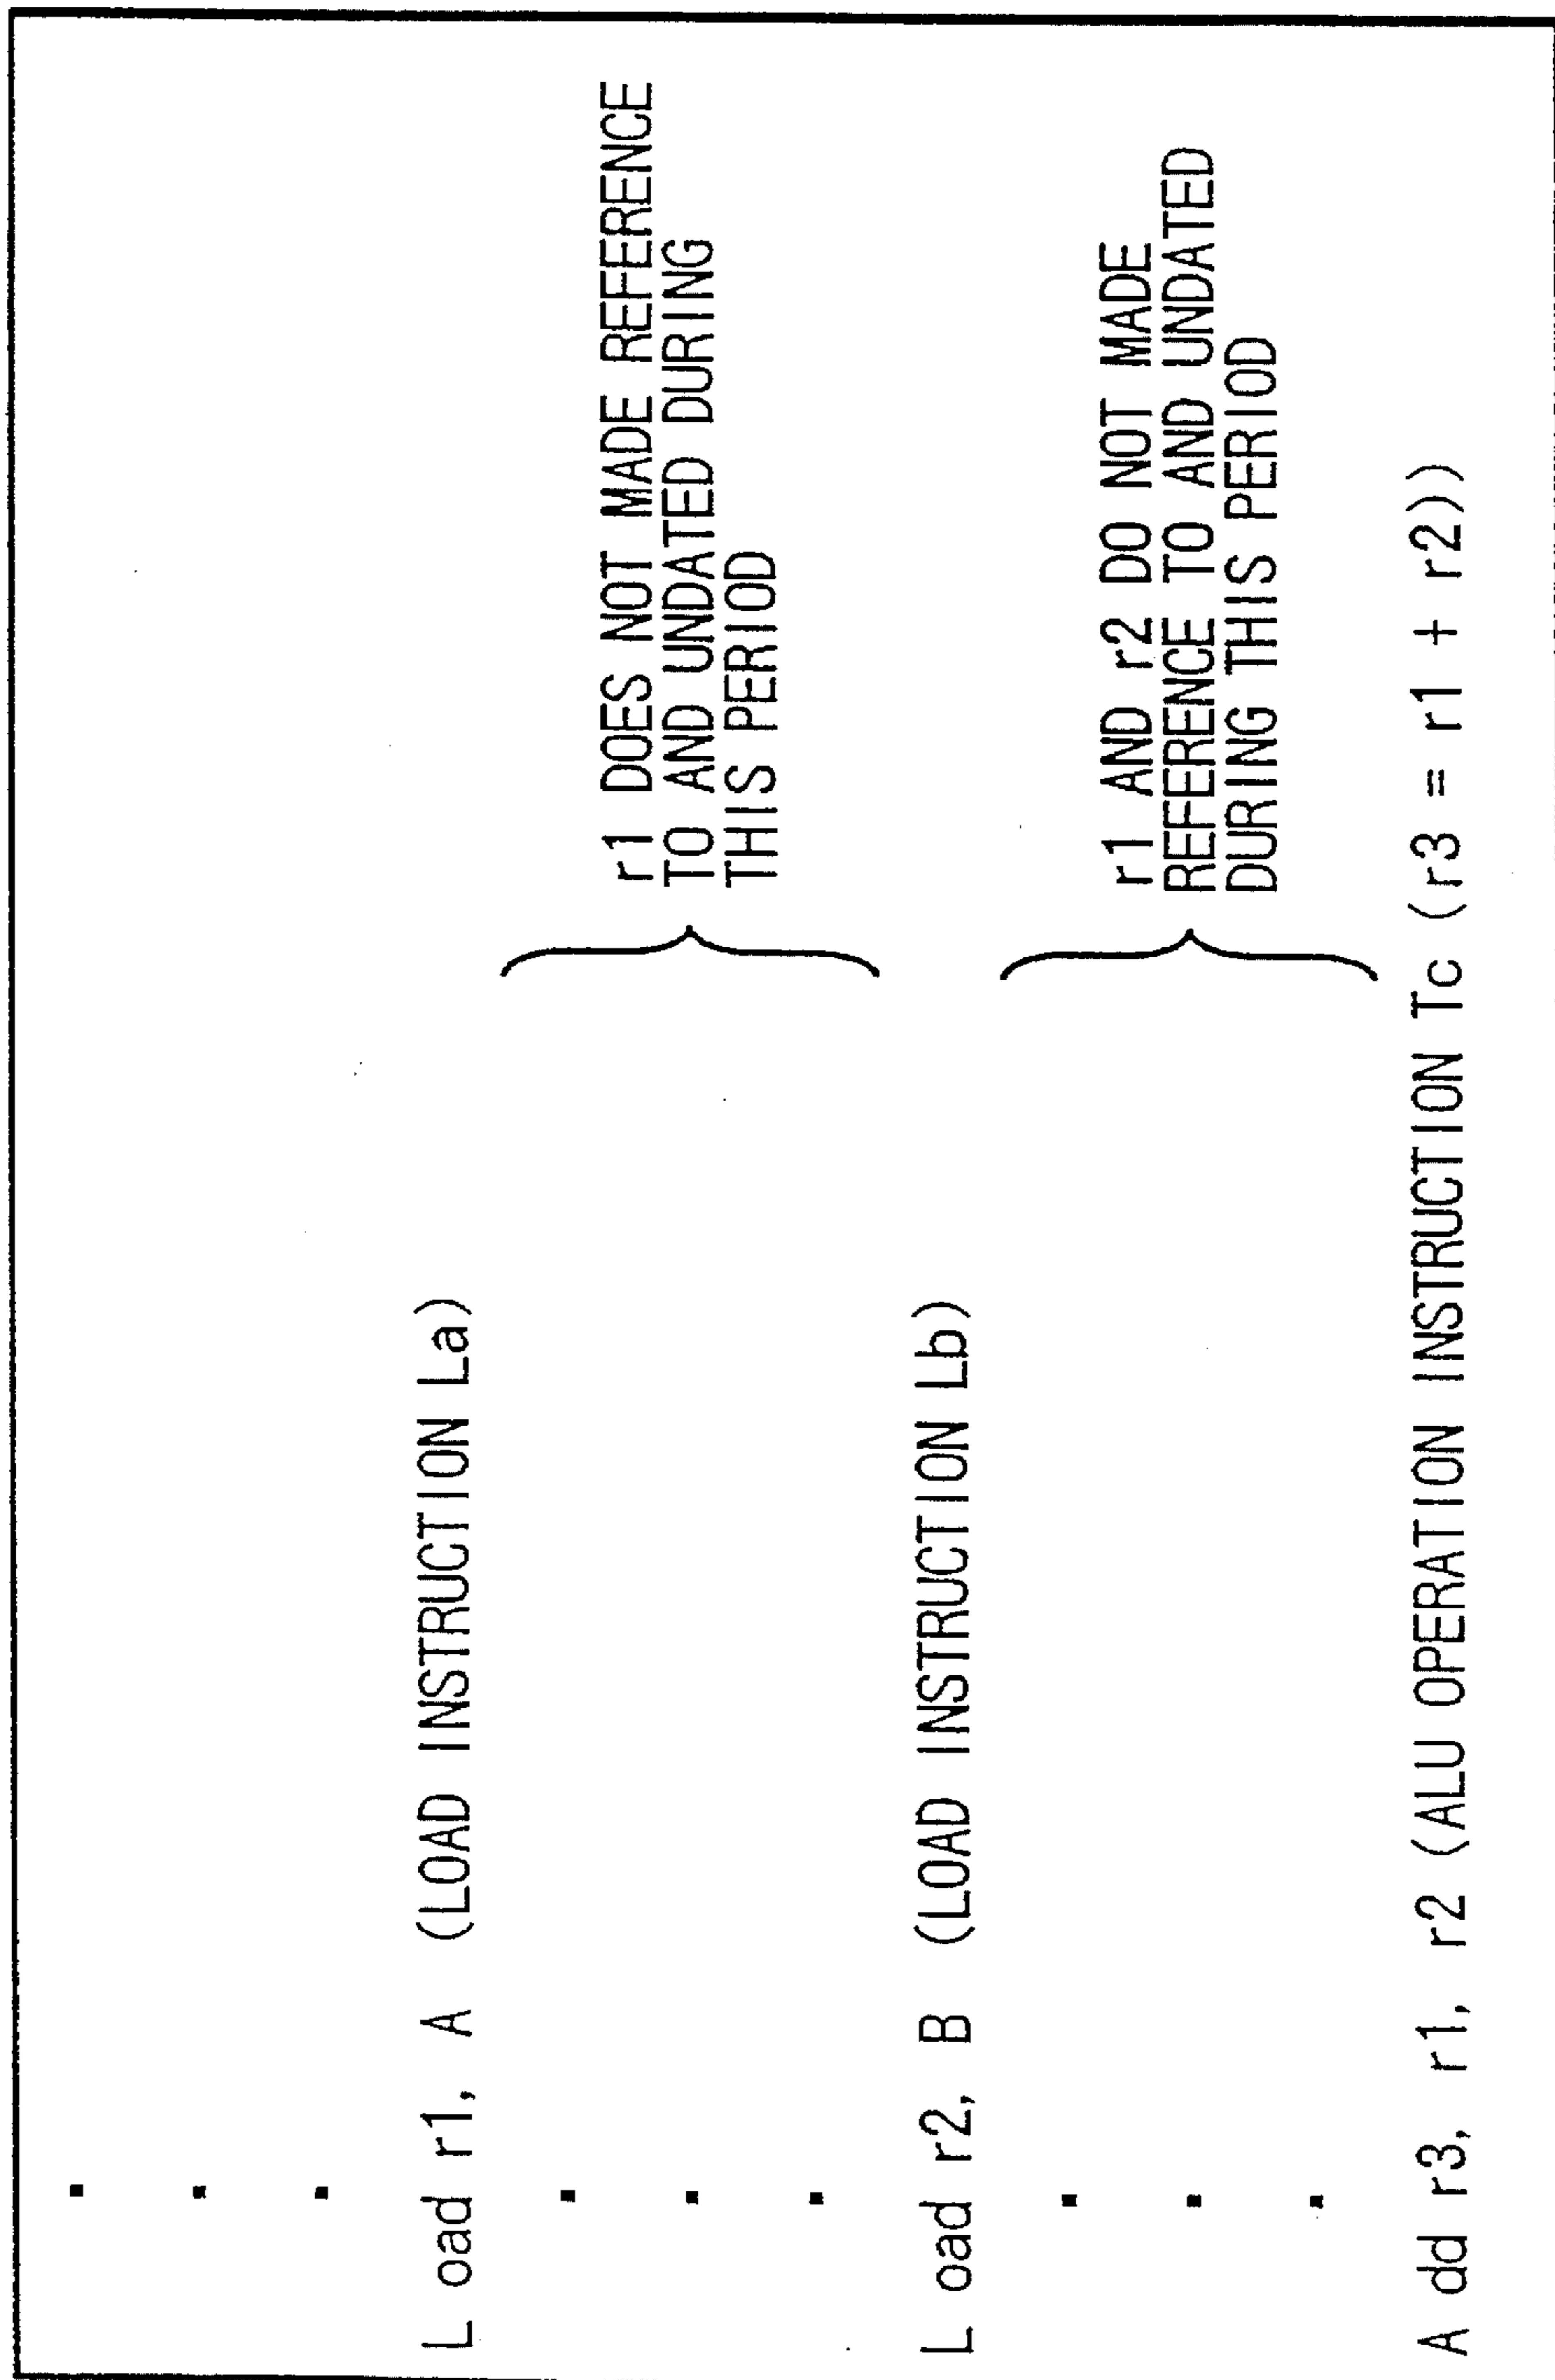 Load r1, A (LOAD INSTRUCTION La)
r1 DOES NOT MADE REFERENCE
TO AND UNDATED DURING
THIS PERIOD
Load r2, B (LOAD INSTRUCTION Lb)
r1 AND r2 DO NOT MADE
REFERENCE TO AND UNDATED
DURING THIS PERIOD
Add r3, r1, r2 (ALU OPERATION INSTRUCTION Tc (r3 = r1 + r2))